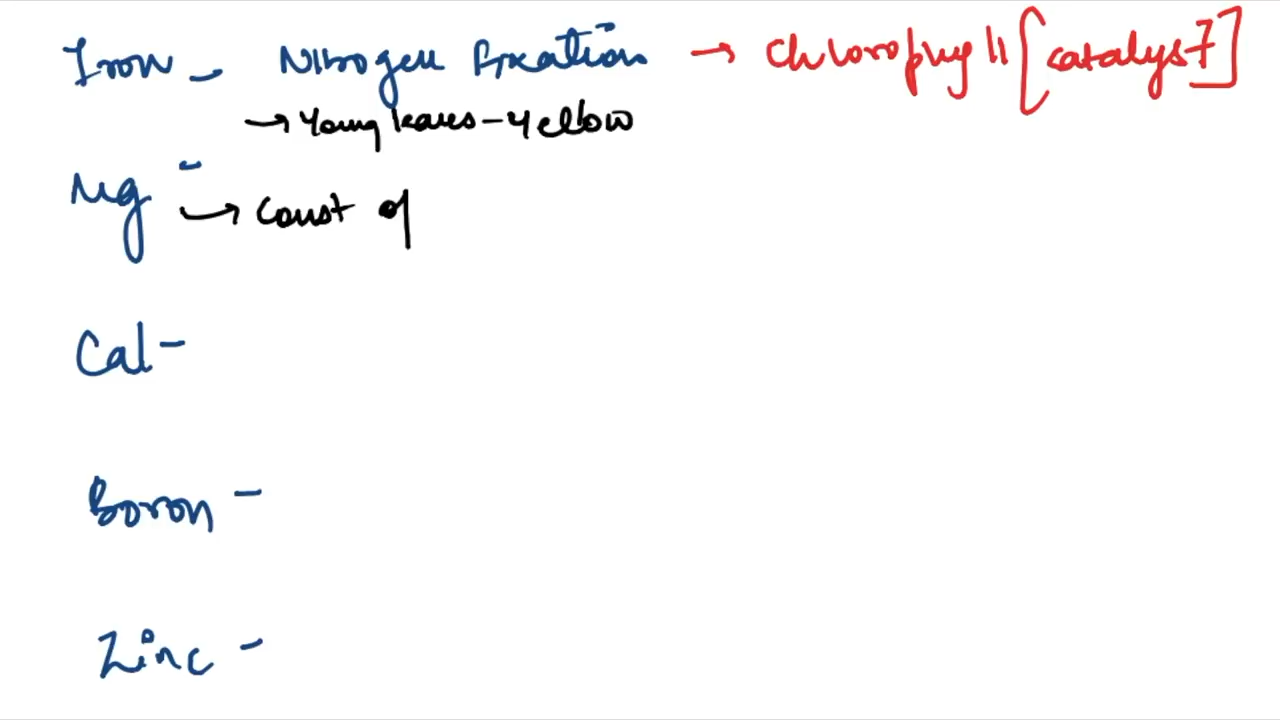 Iron - Nitrogen fixation → Chlorophyll [catalyst]
→ Young leaves - Yellow
Mg -
→ Const of
Cal -
Boron -
Zinc -